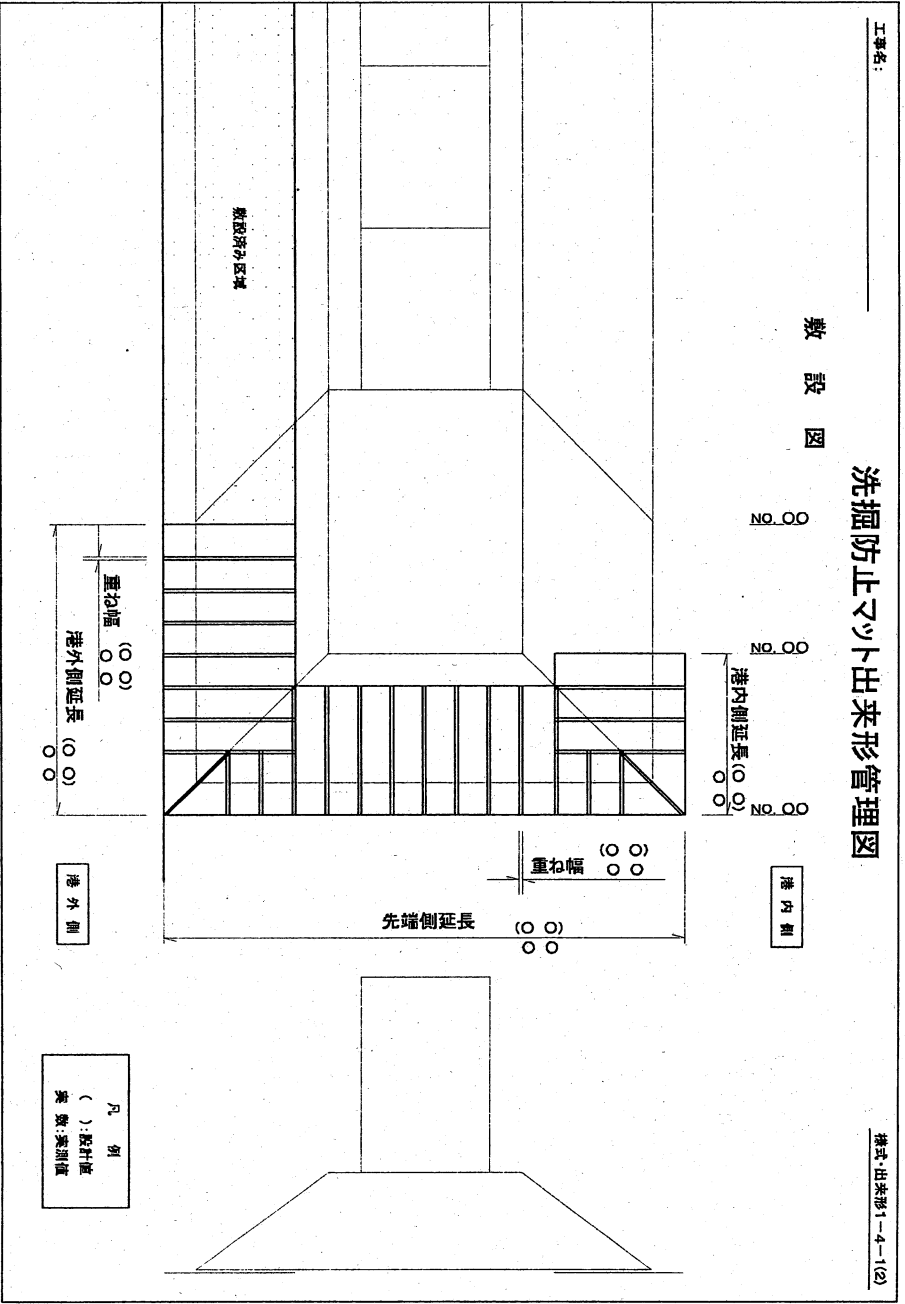 工事名:
様式・出来形1-4-1(2)
洗掘防止マット出来形管理図
敷設図
NO. OO
NO. OO
NO. OO
港内側
港内側延長(○ ○)
○ ○
敷設済み区域
重ね幅
(○ ○)
○ ○
港外側延長 (○ ○)
○ ○
重ね幅
(○ ○)
○ ○
先端側延長
(○ ○)
○ ○
港外側
凡例
( ):設計値
実数:実測値